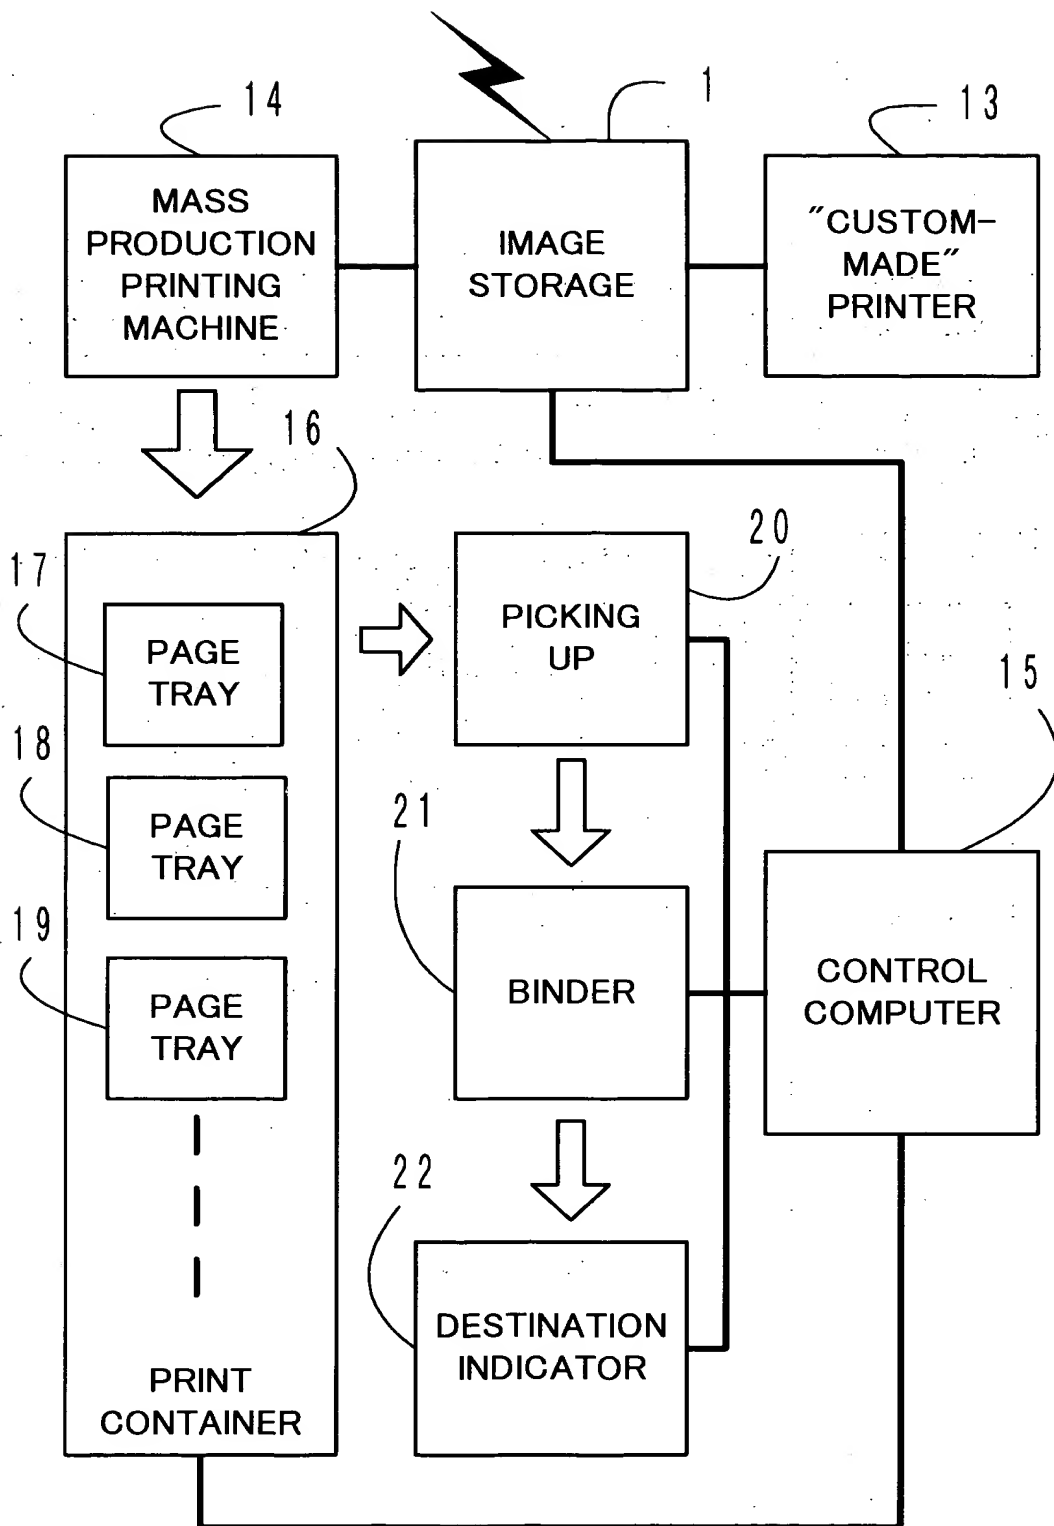 14
1
13
MASS
PRODUCTION
PRINTING
MACHINE
IMAGE
STORAGE
"CUSTOM-
MADE"
PRINTER
16
20
17
PAGE
TRAY
PICKING
UP
15
18
PAGE
TRAY
21
19
PAGE
TRAY
BINDER
CONTROL
COMPUTER
22
DESTINATION
INDICATOR
PRINT
CONTAINER